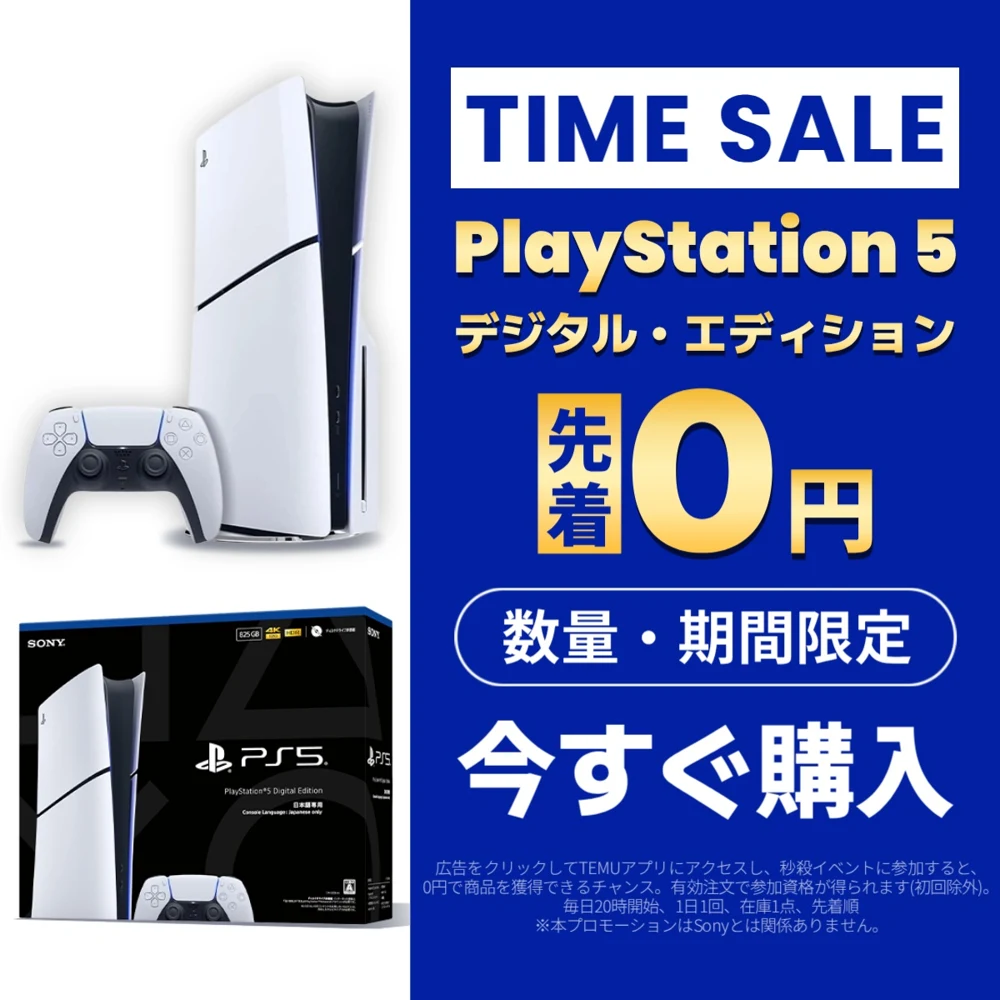 TIME SALE
PlayStation 5
デジタル・エディション
先着
0円
数量・期間限定
今すぐ購入
広告をクリックしてTEMUアプリにアクセスし、秒殺イベントに参加すると、
0円で商品を獲得できるチャンス。有効注文で参加資格が得られます(初回除外)。
毎日20時開始、1日1回、在庫1点、先着順
※本プロモーションはSonyとは関係ありません。
SONY
825GB
4K
HDR
SONY
PS5
PS5
PlayStation®5 Digital Edition
日本語専用
Console Language: Japanese only